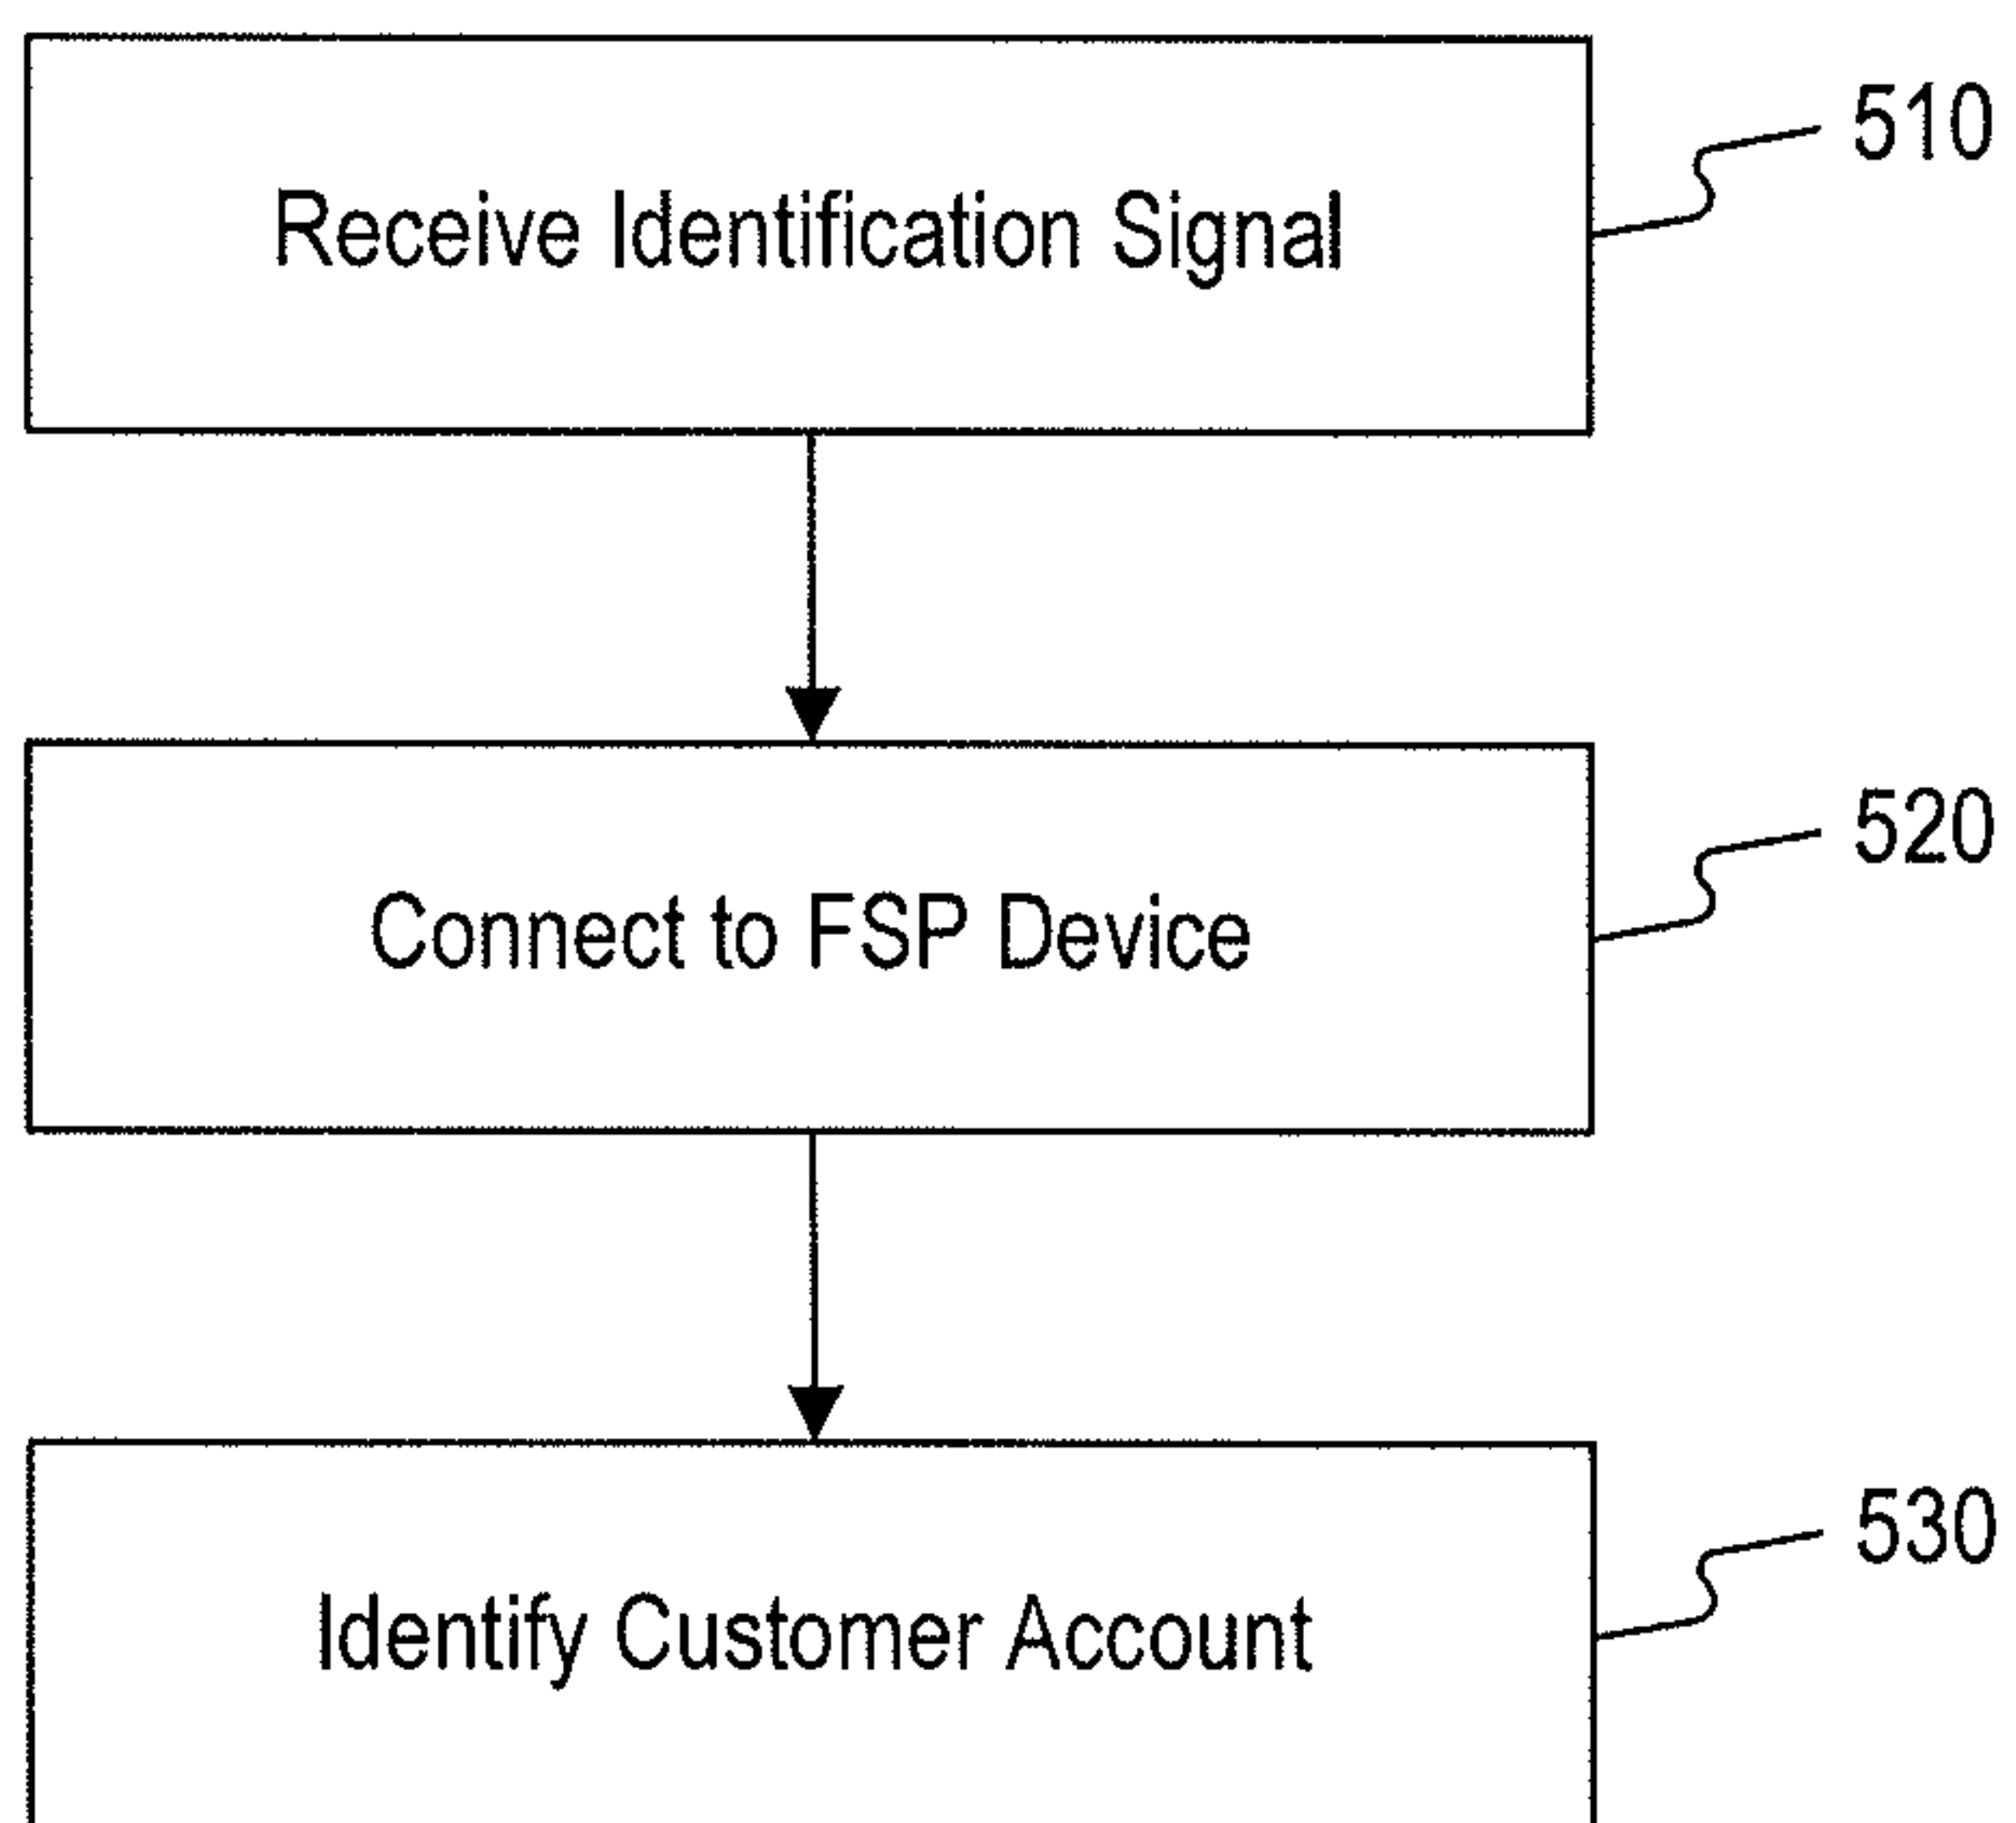 510
Receive Identification Signal
520
Connect to FSP Device
530
Identify Customer Account